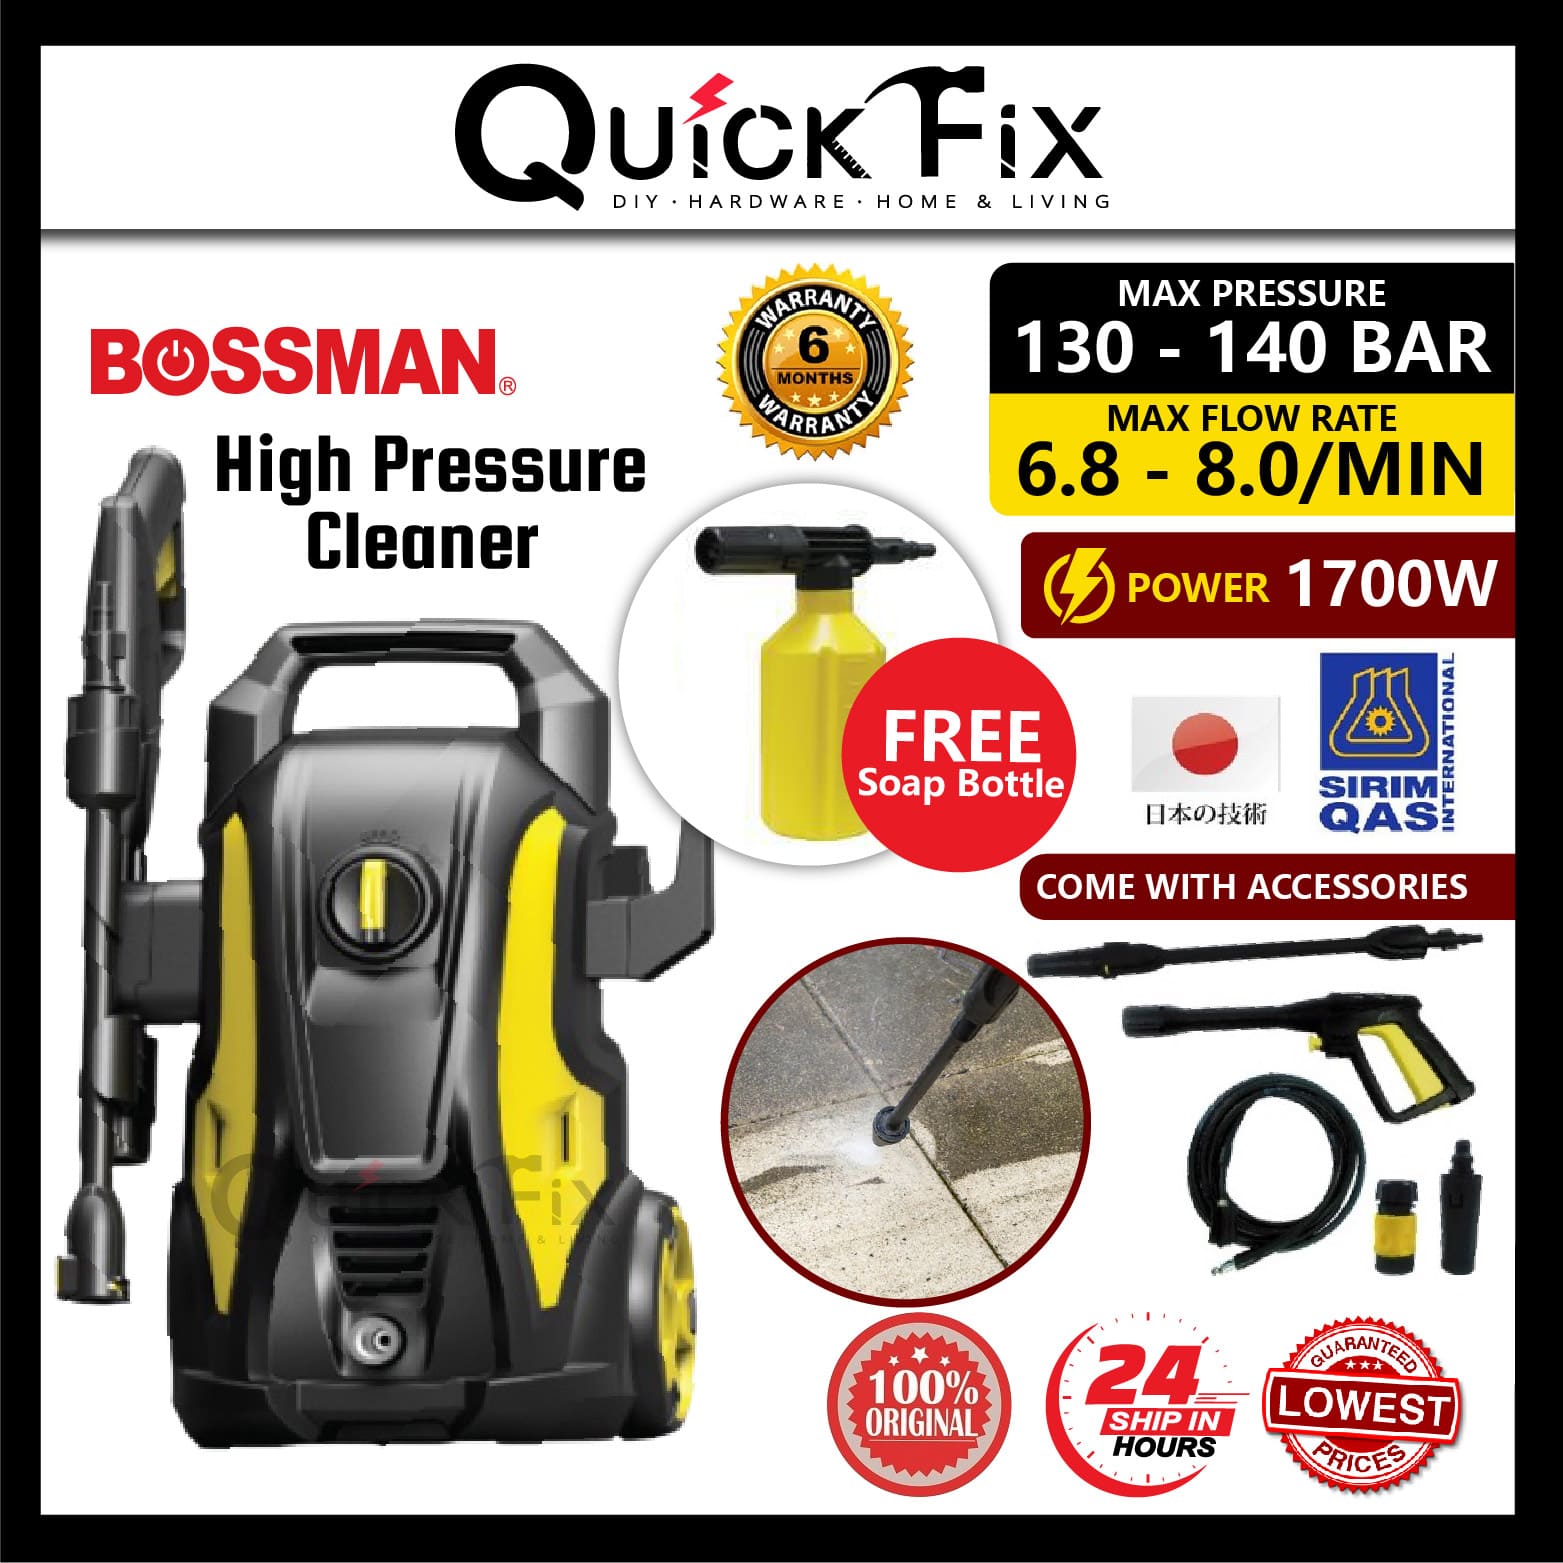 QUICKFIX
DIY · HARDWARE · HOME & LIVING
BOSSMAN®
High Pressure
Cleaner
WARRANTY
6
MONTHS
WARRANTY
MAX PRESSURE
130 - 140 BAR
MAX FLOW RATE
6.8 - 8.0/MIN
POWER 1700W
FREE
Soap Bottle
日本の技術
SIRIM
QAS
INTERNATIONAL
COME WITH ACCESSORIES
QUICKFIX
100%
ORIGINAL
24
SHIP IN
HOURS
GUARANTEED
LOWEST
PRICES